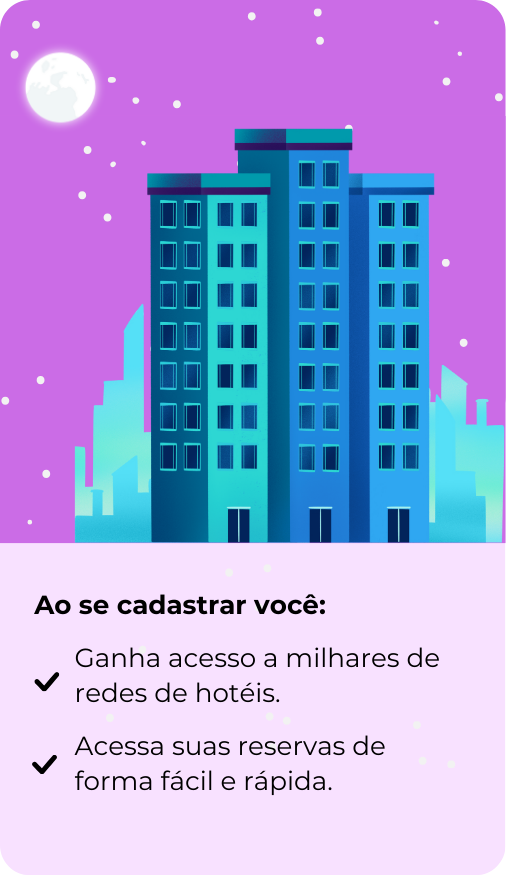 Ao se cadastrar você:
Ganha acesso a milhares de
redes de hotéis.
Acessa suas reservas de
forma fácil e rápida.